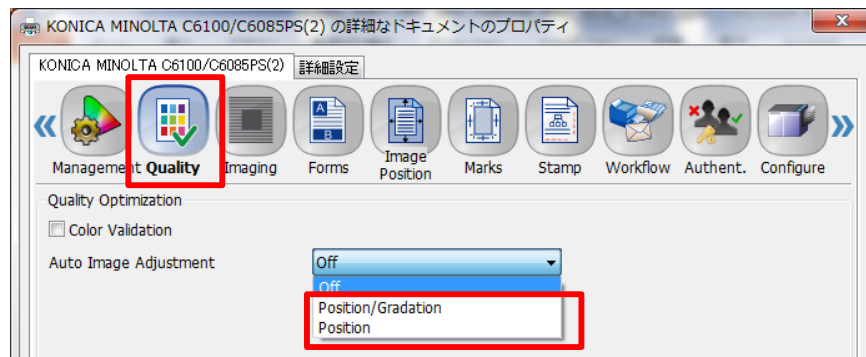 KONICA MINOLTA C6100/C6085PS(2) の詳細なドキュメントのプロパティ
KONICA MINOLTA C6100/C6085PS(2) 詳細設定
A
B
Management Quality Imaging Forms Image Position Marks Stamp Workflow Authent. Configure
Quality Optimization
Color Validation
Auto Image Adjustment Off
Off
Position/Gradation
Position